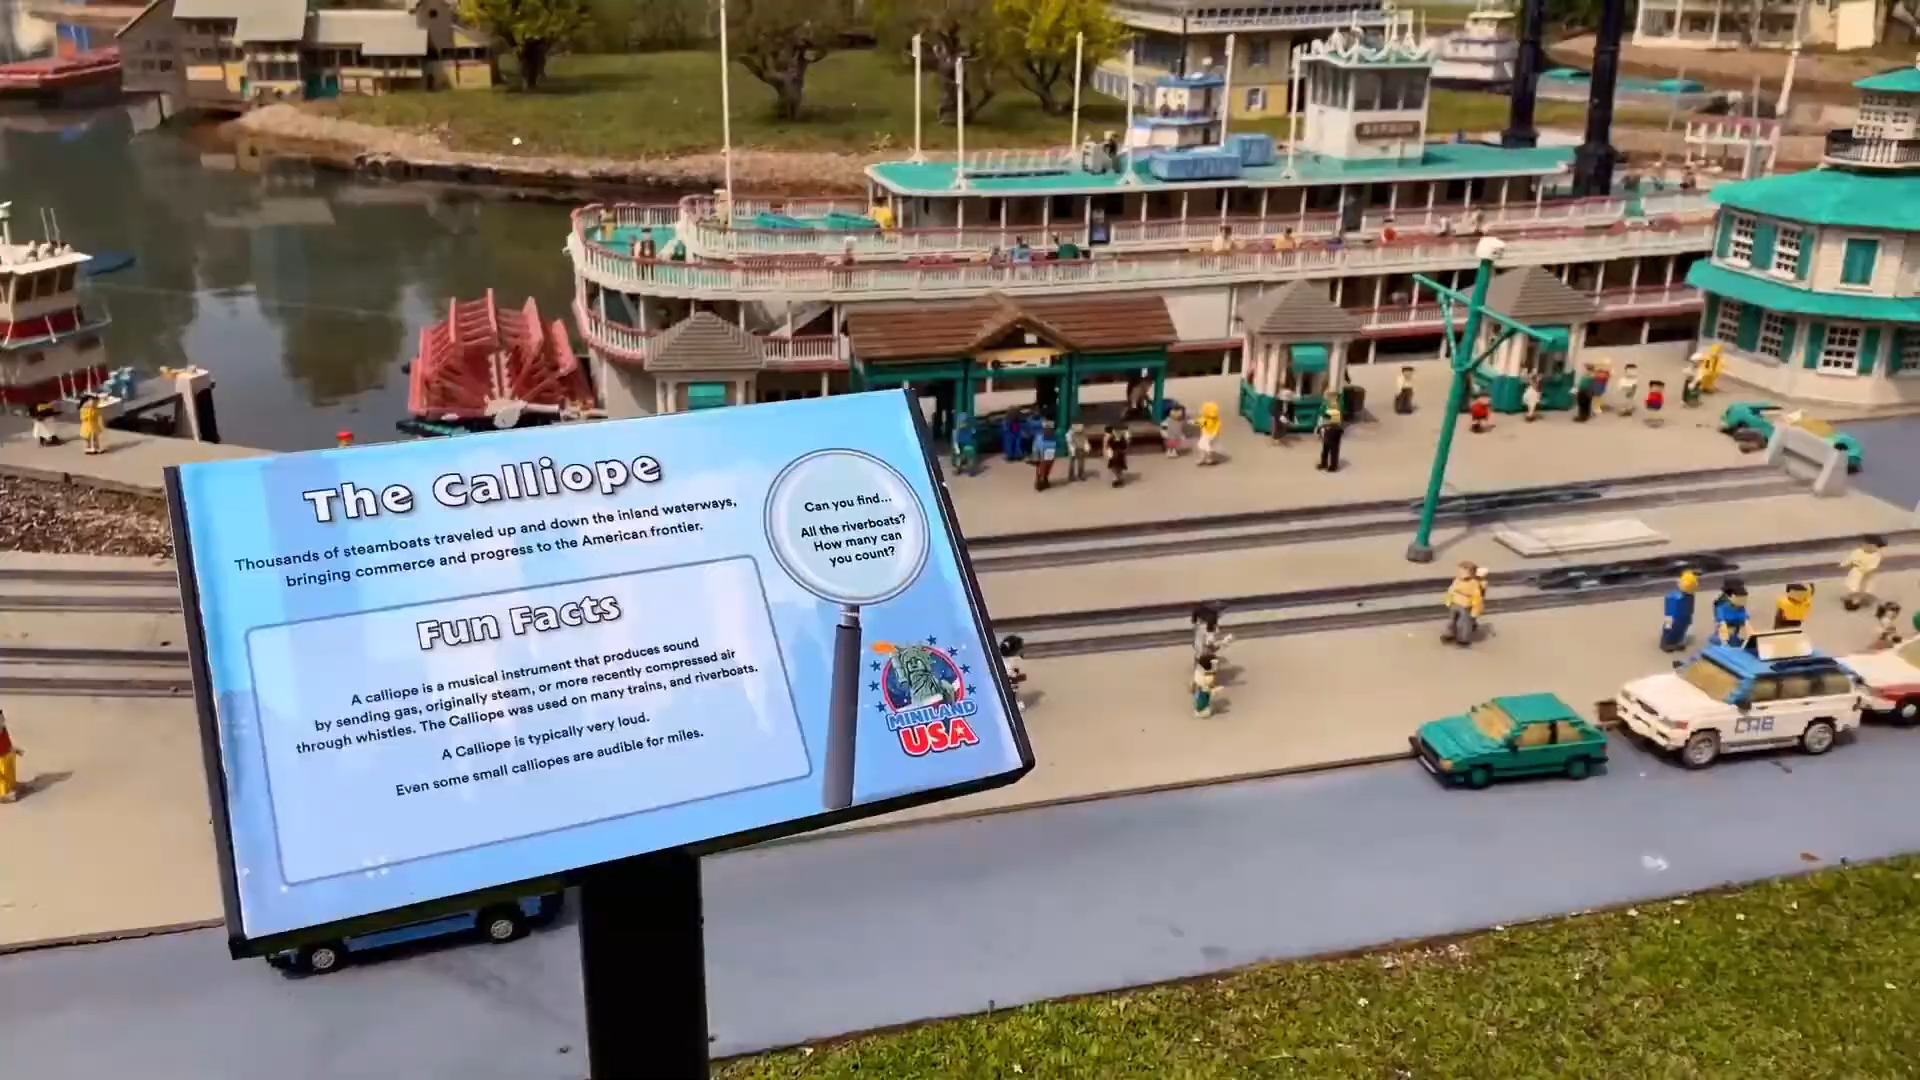 The Calliope
Thousands of steamboats traveled up and down the inland waterways,
bringing commerce and progress to the American frontier.
Can you find...
All the riverboats?
How many can
you count?
Fun Facts
A calliope is a musical instrument that produces sound
by sending gas, originally steam, or more recently compressed air
through whistles. The Calliope was used on many trains, and riverboats.
A Calliope is typically very loud.
Even some small calliopes are audible for miles.
MINILAND
USA
CAB